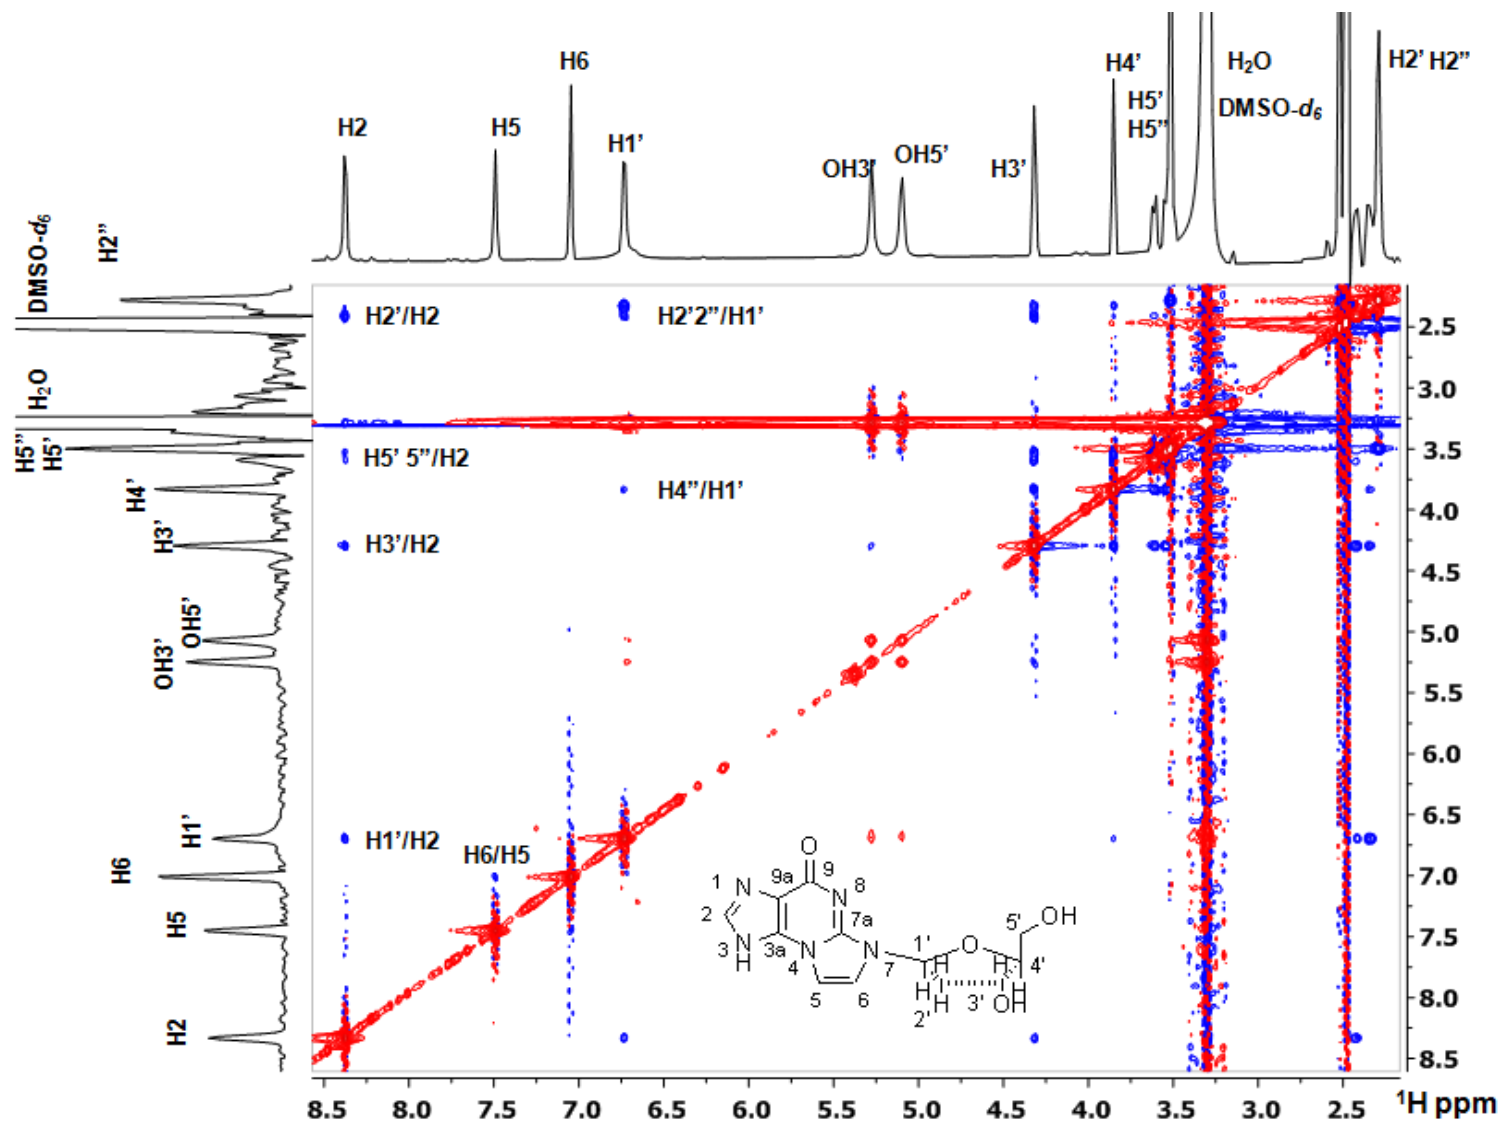 H2
H5
H6
H1'
OH3'
OH5'
H3'
H4'
H5'
H5”
H₂O
DMSO-d₆
H2' H2”
DMSO-d₆
H2”
H₂O
H5”
H5'
H4'
H3'
OH5'
OH3'
H1'
H6
H5
H2
H2'/H2
H2'2”/H1'
H5' 5”/H2
H4”/H1'
H3'/H2
H1'/H2
H6/H5
O
1
N
9a
9
N
8
2
7a
3
N
H
3a
N
4
N
7
5
6
1'
O
5'
OH
4'
H
H
H
H
H
2'
3'
OH
2.5
3.0
3.5
4.0
4.5
5.0
5.5
6.0
6.5
7.0
7.5
8.0
8.5
8.5 8.0 7.5 7.0 6.5 6.0 5.5 5.0 4.5 4.0 3.5 3.0 2.5
¹H ppm